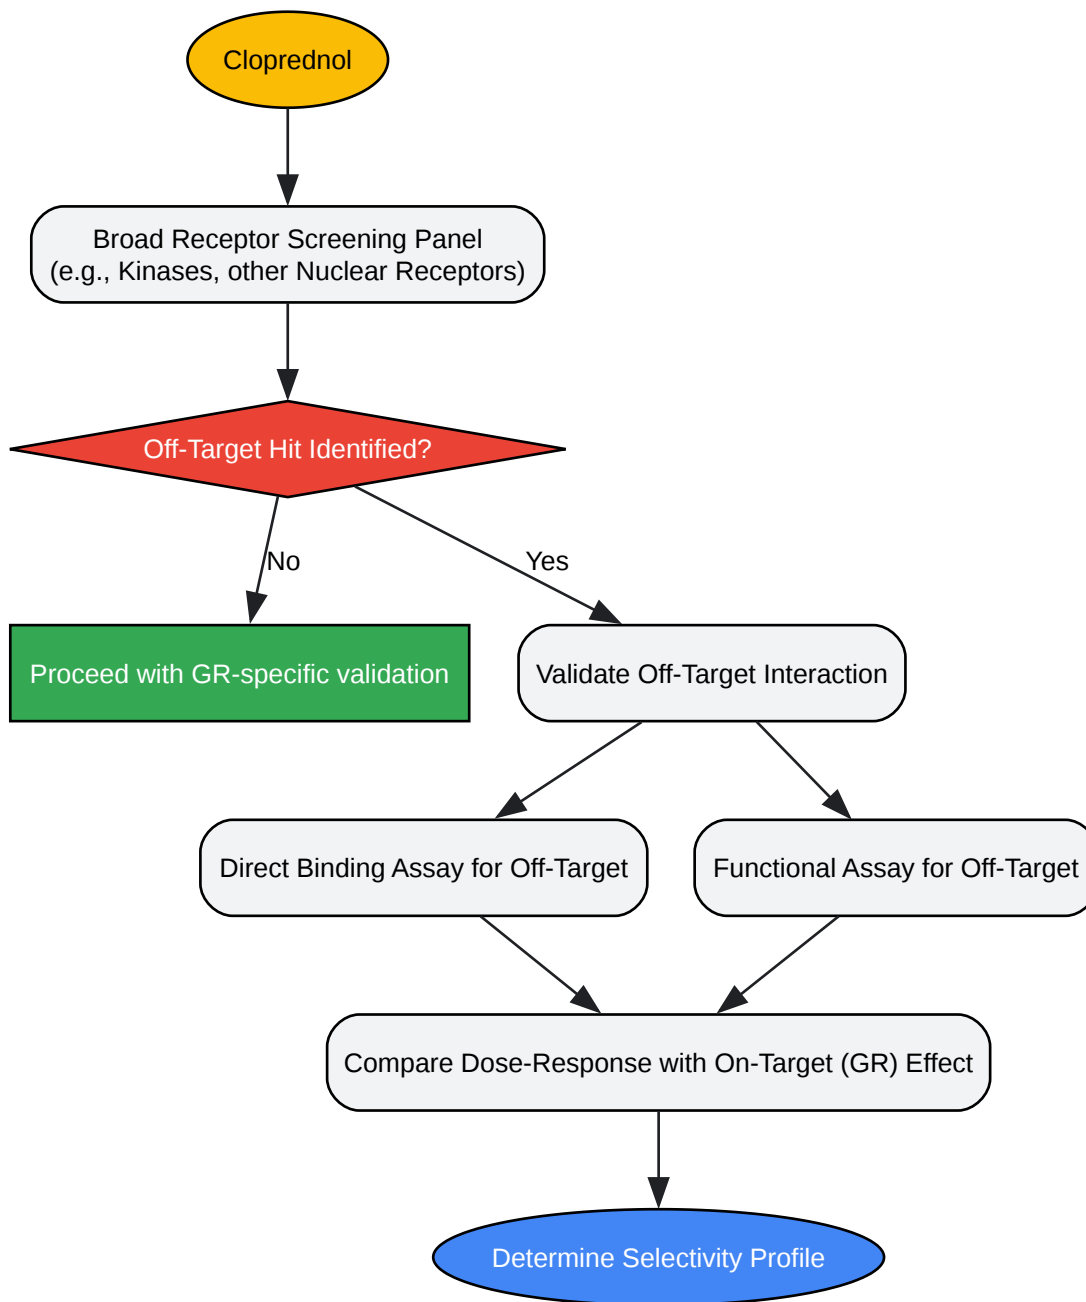 Cloprednol
Broad Receptor Screening Panel
(e.g., Kinases, other Nuclear Receptors)
Off-Target Hit Identified?
No
Yes
Proceed with GR-specific validation
Validate Off-Target Interaction
Direct Binding Assay for Off-Target
Functional Assay for Off-Target
Compare Dose-Response with On-Target (GR) Effect
Determine Selectivity Profile